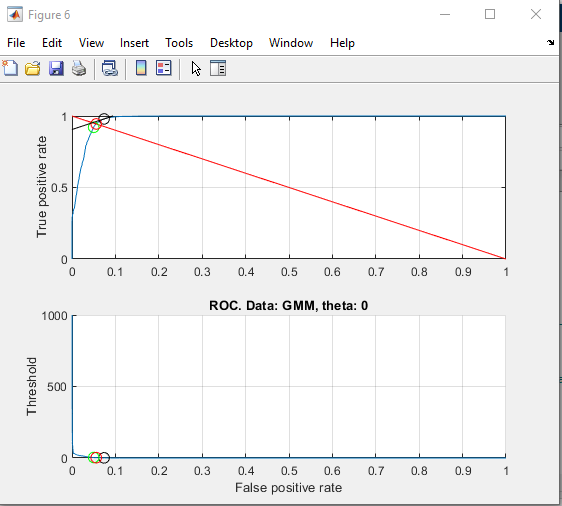 Figure 6
File Edit View Insert Tools Desktop Window Help
True positive rate
1
0.5
0
0 0.1 0.2 0.3 0.4 0.5 0.6 0.7 0.8 0.9 1
ROC. Data: GMM, theta: 0
Threshold
1000
500
0
0 0.1 0.2 0.3 0.4 0.5 0.6 0.7 0.8 0.9 1
False positive rate